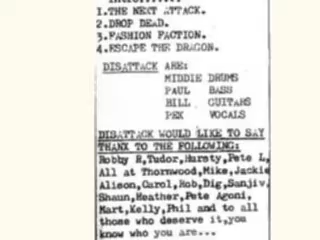 1.THE NEXT ATTACK.
2.DROP DEAD.
3.FASHION FACTION.
4.ESCAPE THE DRAGON.
DISATTACK ARE:
MIDDIE DRUMS
PAUL BASS
BILL GUITARS
PEX VOCALS
DISATTACK WOULD LIKE TO SAY
THANX TO THE FOLLOWING:
Robby R,Tudor,Hursty,Pete L,
All at Thornwood,Mike,Jackie
Alison,Carol,Rob,Dig,Sanjiv,
Shaun,Heather,Pete Agoni,
Mart,Kelly,Phil and to all
those who deserve it,you
know who you are...